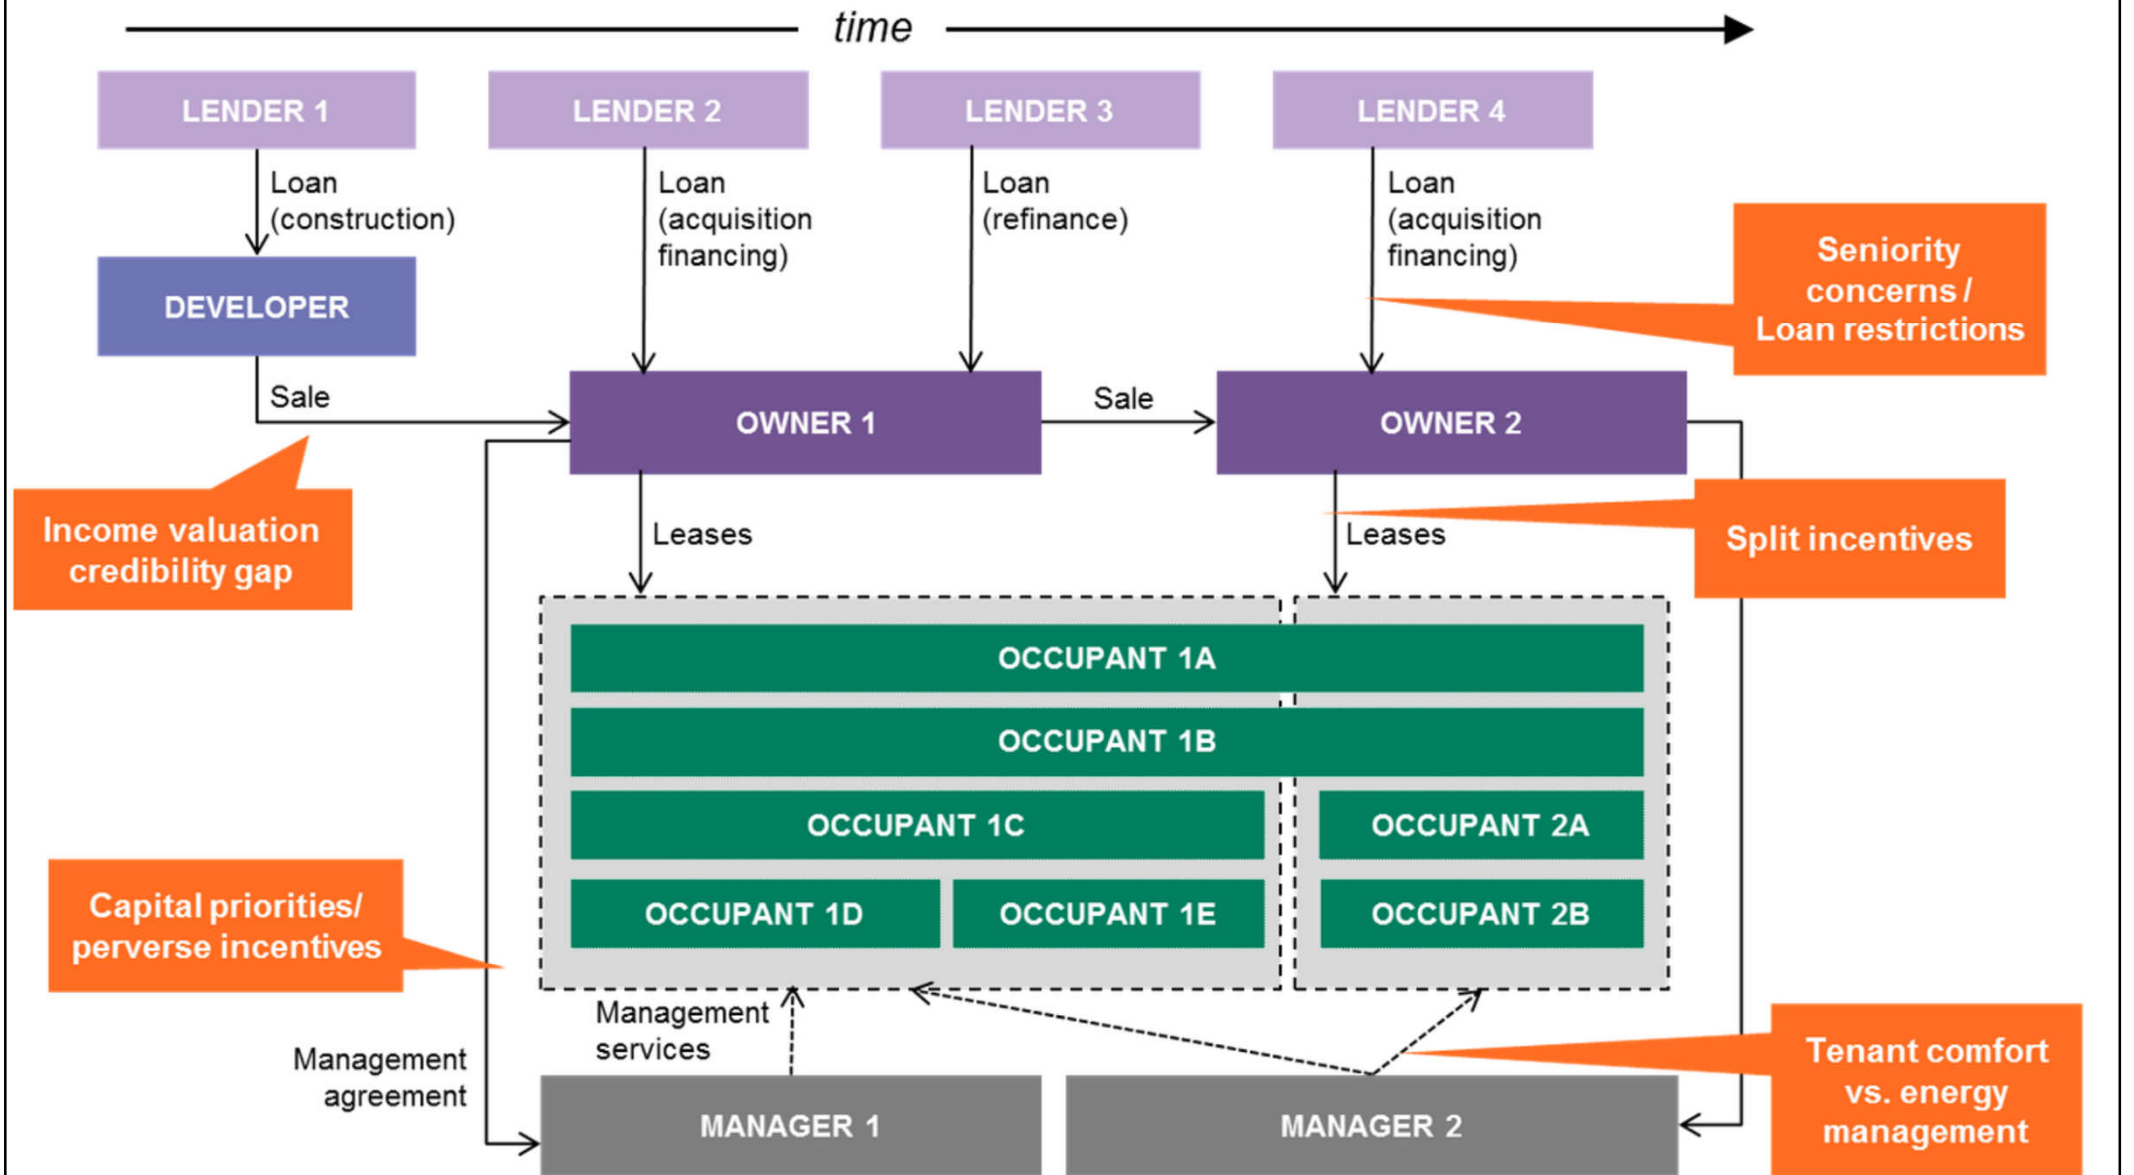 time
LENDER 1
LENDER 2
LENDER 3
LENDER 4
Loan
(construction)
Loan
(acquisition
financing)
Loan
(refinance)
Loan
(acquisition
financing)
Seniority
concerns /
Loan restrictions
DEVELOPER
Sale
OWNER 1
Sale
OWNER 2
Income valuation
credibility gap
Leases
Leases
Split incentives
OCCUPANT 1A
OCCUPANT 1B
OCCUPANT 1C
OCCUPANT 2A
OCCUPANT 1D
OCCUPANT 1E
OCCUPANT 2B
Capital priorities/
perverse incentives
Management
services
Management
agreement
Tenant comfort
vs. energy
management
MANAGER 1
MANAGER 2